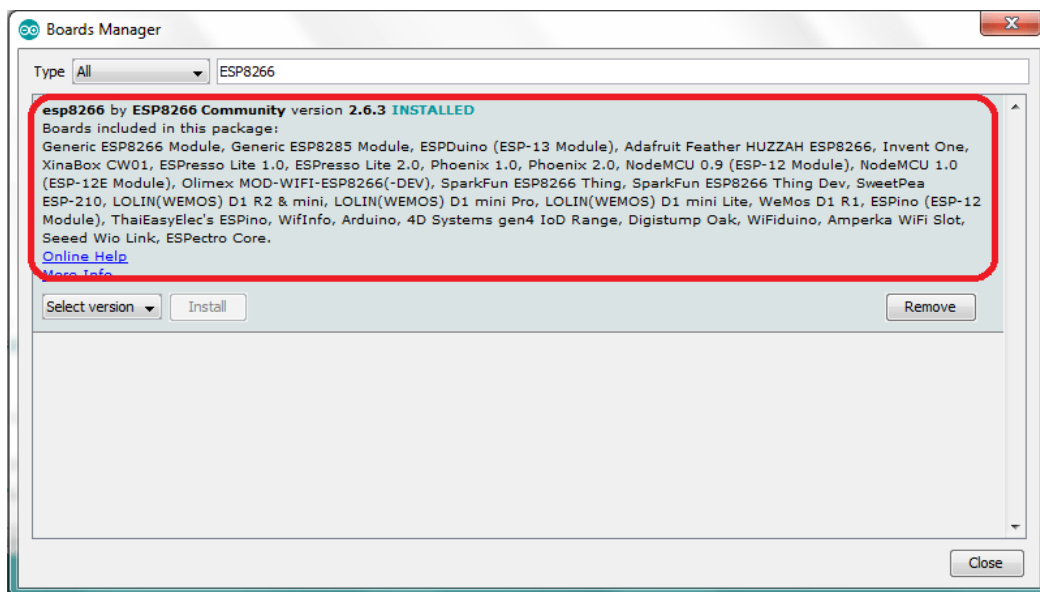 Boards Manager
Type All ESP8266
esp8266 by ESP8266 Community version 2.6.3 INSTALLED
Boards included in this package:
Generic ESP8266 Module, Generic ESP8285 Module, ESPDuino (ESP-13 Module), Adafruit Feather HUZZAH ESP8266, Invent One,
XinaBox CW01, ESPresso Lite 1.0, ESPresso Lite 2.0, Phoenix 1.0, Phoenix 2.0, NodeMCU 0.9 (ESP-12 Module), NodeMCU 1.0
(ESP-12E Module), Olimex MOD-WIFI-ESP8266(-DEV), SparkFun ESP8266 Thing, SparkFun ESP8266 Thing Dev, SweetPea
ESP-210, LOLIN(WEMOS) D1 R2 & mini, LOLIN(WEMOS) D1 mini Pro, LOLIN(WEMOS) D1 mini Lite, WeMos D1 R1, ESPino (ESP-12
Module), ThaiEasyElec's ESPino, WifInfo, Arduino, 4D Systems gen4 IoD Range, Digistump Oak, WiFiduino, Amperka WiFi Slot,
Seeed Wio Link, ESPectro Core.
Online Help
More Info
Select version Install Remove
Close